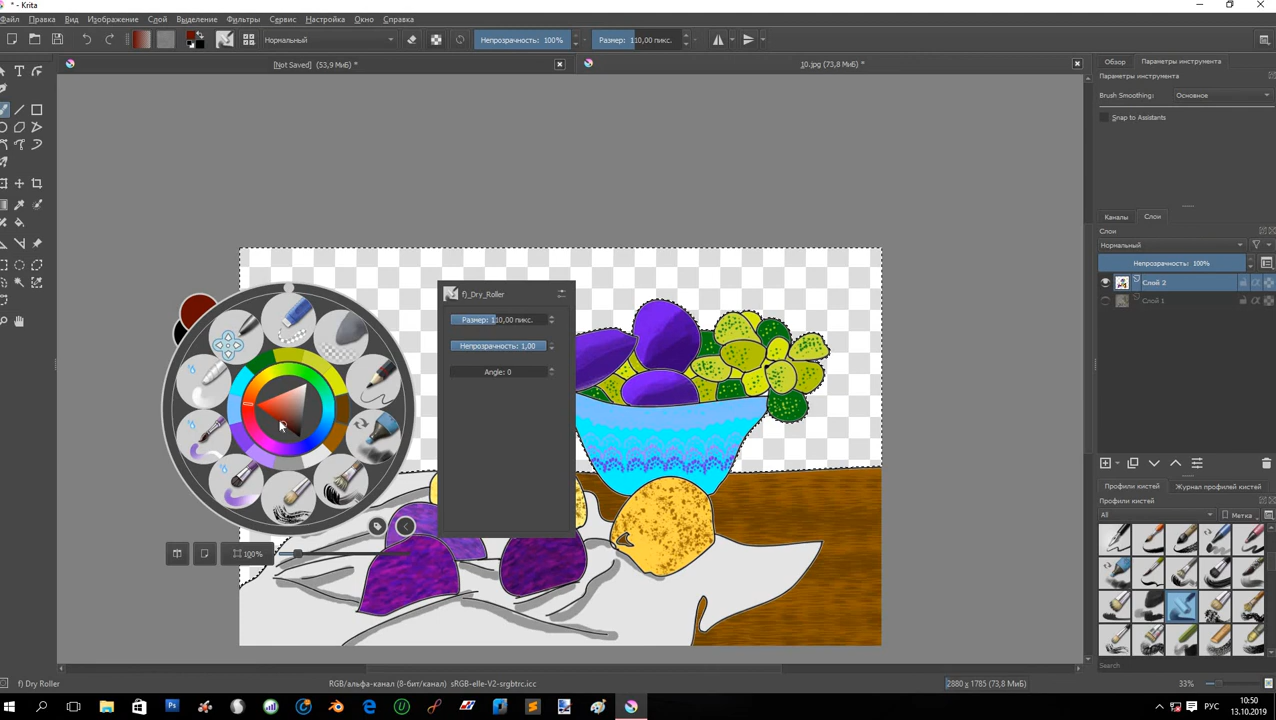 * - Krita
Файл Правка Вид Изображение Слой Выделение Фильтры Сервис Настройка Окно Справка
Нормальный Непрозрачность: 100% Размер: 110,00 пикс.
[Not Saved] (53,9 МиБ) * 10.jpg (73,8 МиБ) *
Обзор Параметры инструмента
Параметры инструмента
Brush Smoothing: Основное
Snap to Assistants
Каналы Слои
Слои
Нормальный
Непрозрачность: 100%
Слой 2
Слой 1
f)_Dry_Roller
Размер: 110,00 пикс.
Непрозрачность: 1,00
Angle: 0
100%
Профили кистей Журнал профилей кистей
Профили кистей
All Метка
Search
f) Dry Roller RGB/альфа-канал (8-бит/канал) sRGB-elle-V2-srgbtrc.icc 2880 x 1785 (73,8 МиБ) 33%
РУС
10:50
13.10.2019